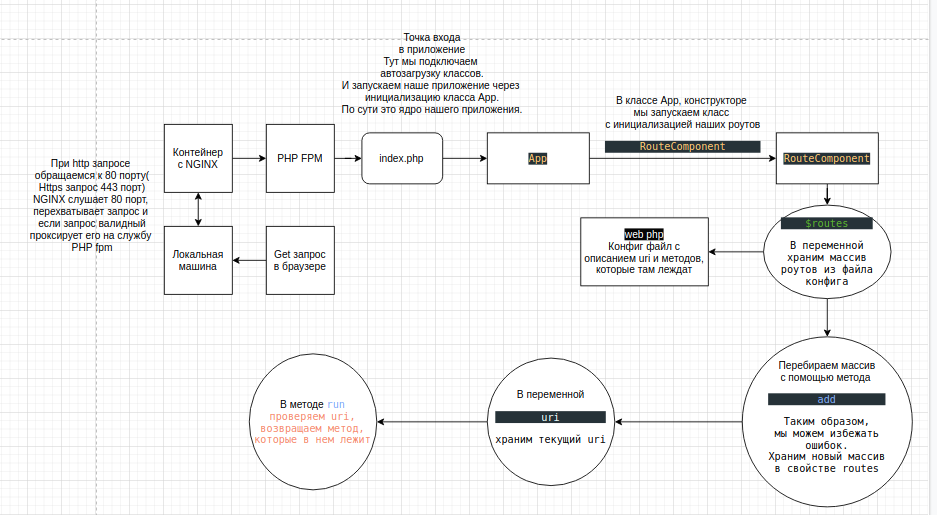 Точка входа
в приложение
Тут мы подключаем
автозагрузку классов.
И запускаем наше приложение через
инициализацию класса App.
По сути это ядро нашего приложения.
В классе App, конструкторе
мы запускаем класс
с инициализацией наших роутов
RouteComponent
При http запросе
обращаемся к 80 порту(
Https запрос 443 порт)
NGINX слушает 80 порт,
перехватывает запрос и
если запрос валидный
проксирует его на службу
PHP fpm
Контейнер
с NGINX
PHP FPM
index.php
App
RouteComponent
Локальная
машина
Get запрос
в браузере
web php
Конфиг файл с
описанием uri и методов,
которые там леждат
$routes
В переменной
храним массив
роутов из файла
конфига
Перебираем массив
с помощью метода
add
Таким образом,
мы можем избежать
ошибок.
Храним новый массив
в свойстве routes
В переменной
uri
храним текущий uri
В методе run
проверяем uri,
возвращаем метод,
которые в нем лежит